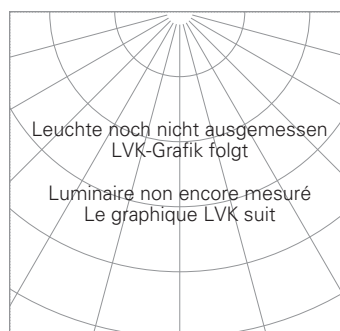 Leuchte noch nicht ausgemessen
LVK-Grafik folgt
Luminaire non encore mesuré
Le graphique LVK suit